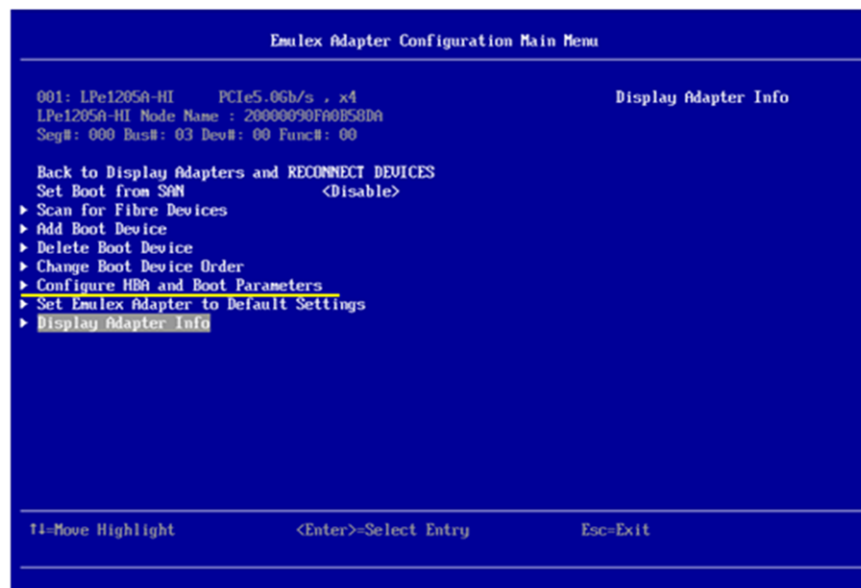 Emulex Adapter Configuration Main Menu
001: LPe1205A-HI PCIe5.0Gb/s , x4
Display Adapter Info
LPe1205A-HI Node Name : 20000090FA0B58DA
Seg#: 000 Bus#: 03 Dev#: 00 Func#: 00
Back to Display Adapters and RECONNECT DEVICES
Set Boot from SAN <Disable>
Scan for Fibre Devices
Add Boot Device
Delete Boot Device
Change Boot Device Order
Configure HBA and Boot Parameters
Set Emulex Adapter to Default Settings
Display Adapter Info
↑↓=Move Highlight <Enter>=Select Entry Esc=Exit